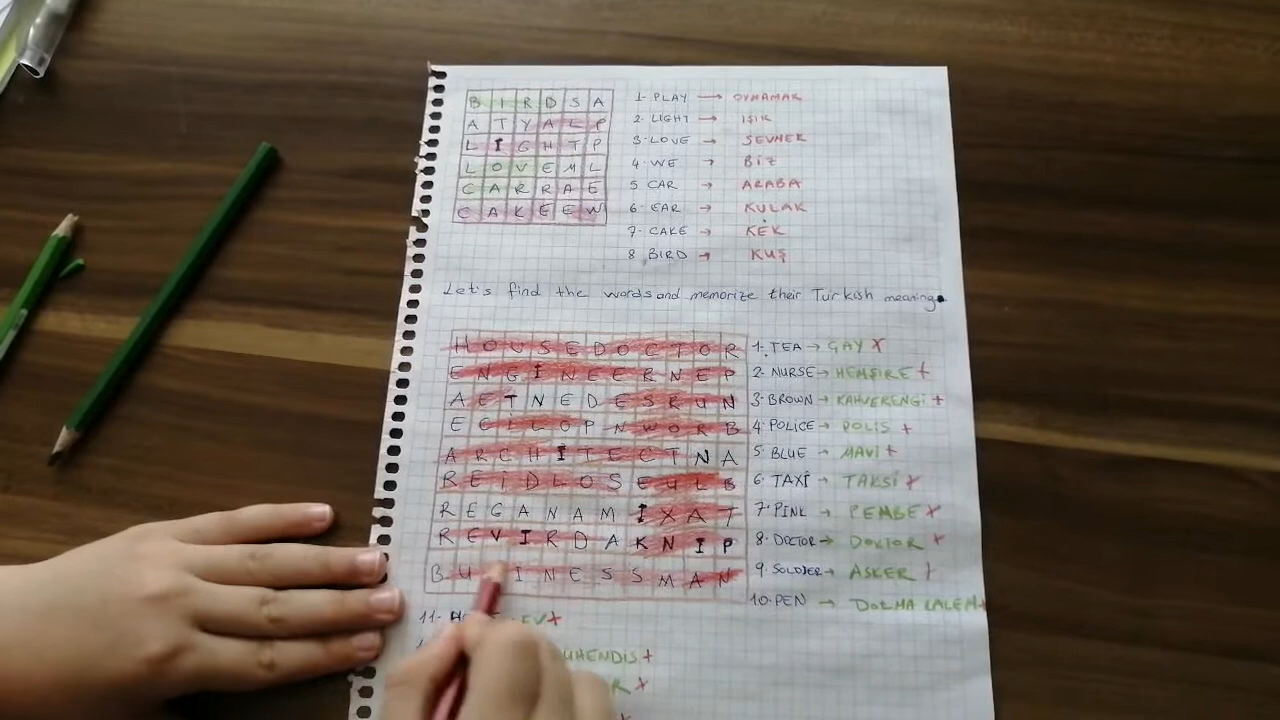 B I R D S A
A T Y A L P
L I G H T P
L O V E M L
C A R R A E
C A K E E W
1- PLAY → OYNAMAK
2. LIGHT → IŞIK
3- LOVE → SEVMEK
4- WE → BİZ
5 CAR → ARABA
6- EAR → KULAK
7- CAKE → KEK
8 BIRD → KUŞ
Let's find the words and memorize their Turkish meaning.
H O U S E D O C T O R
E N G I N E E R N E P
A E T N E D E S R U N
E C I L O P N W O R B
A R C H I T E C T N A
R E İ D L O S E U L B
R E G A N A M I X A T
R E V I R D A K N I P
B U I N E S S M A N
1. TEA → ÇAY x
2. NURSE → HEMŞİRE +
3. BROWN → KAHVERENGİ +
4. POLICE → POLİS +
5. BLUE → MAVİ +
6. TAXİ → TAKSİ +
7. PINK → PEMBE x
8. DOCTOR → DOKTOR +
9. SOLDIER → ASKER +
10. PEN → DOLMA KALEM +
11- EV +
ÜHENDİS +
R +